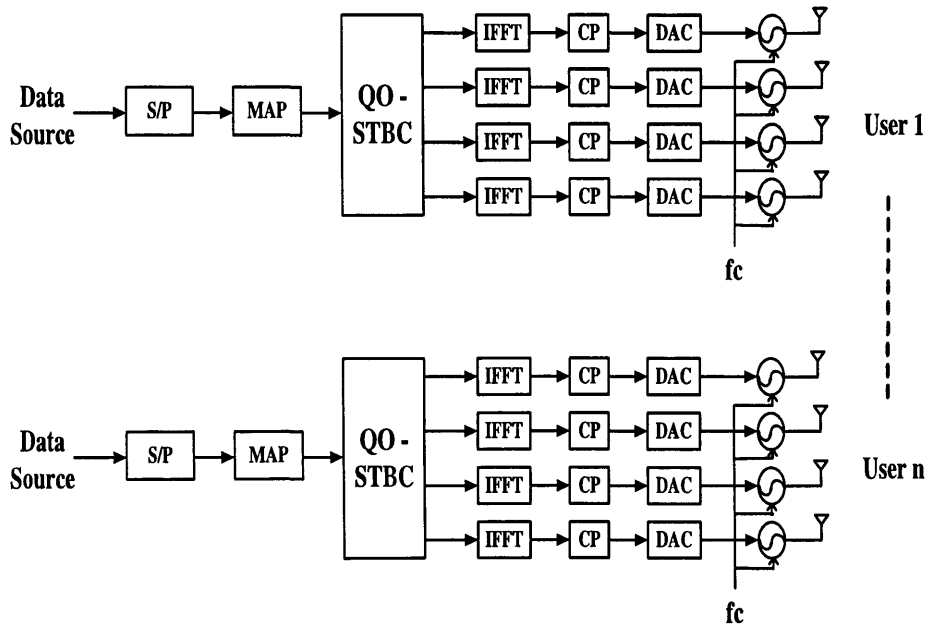 IFFT CP DAC
IFFT CP DAC
Data
Source
S/P MAP
QO -
STBC
User 1
IFFT CP DAC
IFFT CP DAC
fc
IFFT CP DAC
IFFT CP DAC
Data
Source
S/P MAP
QO -
STBC
User n
IFFT CP DAC
IFFT CP DAC
fc